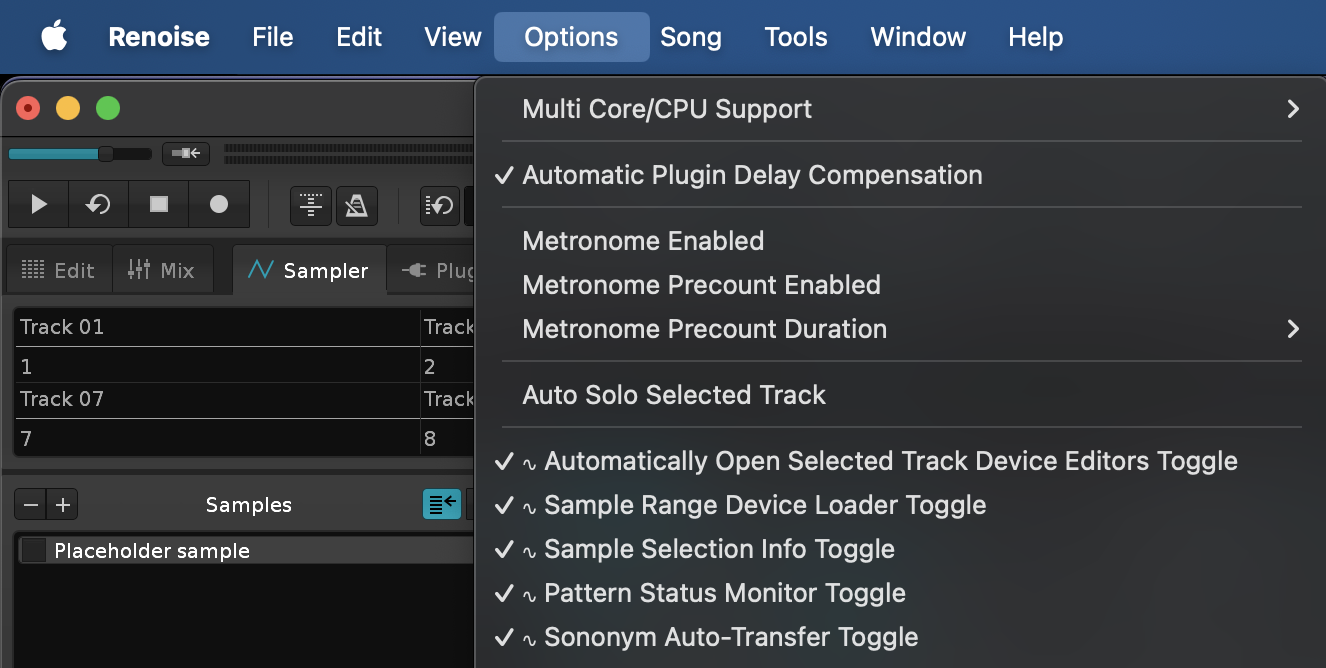 Renoise File Edit View Options Song Tools Window Help
Multi Core/CPU Support
Automatic Plugin Delay Compensation
Metronome Enabled
Metronome Precount Enabled
Metronome Precount Duration
Auto Solo Selected Track
∿ Automatically Open Selected Track Device Editors Toggle
∿ Sample Range Device Loader Toggle
∿ Sample Selection Info Toggle
∿ Pattern Status Monitor Toggle
∿ Sononym Auto-Transfer Toggle
Edit Mix Sampler Plug
Track 01 Track
1 2
Track 07 Track
7 8
Samples
Placeholder sample